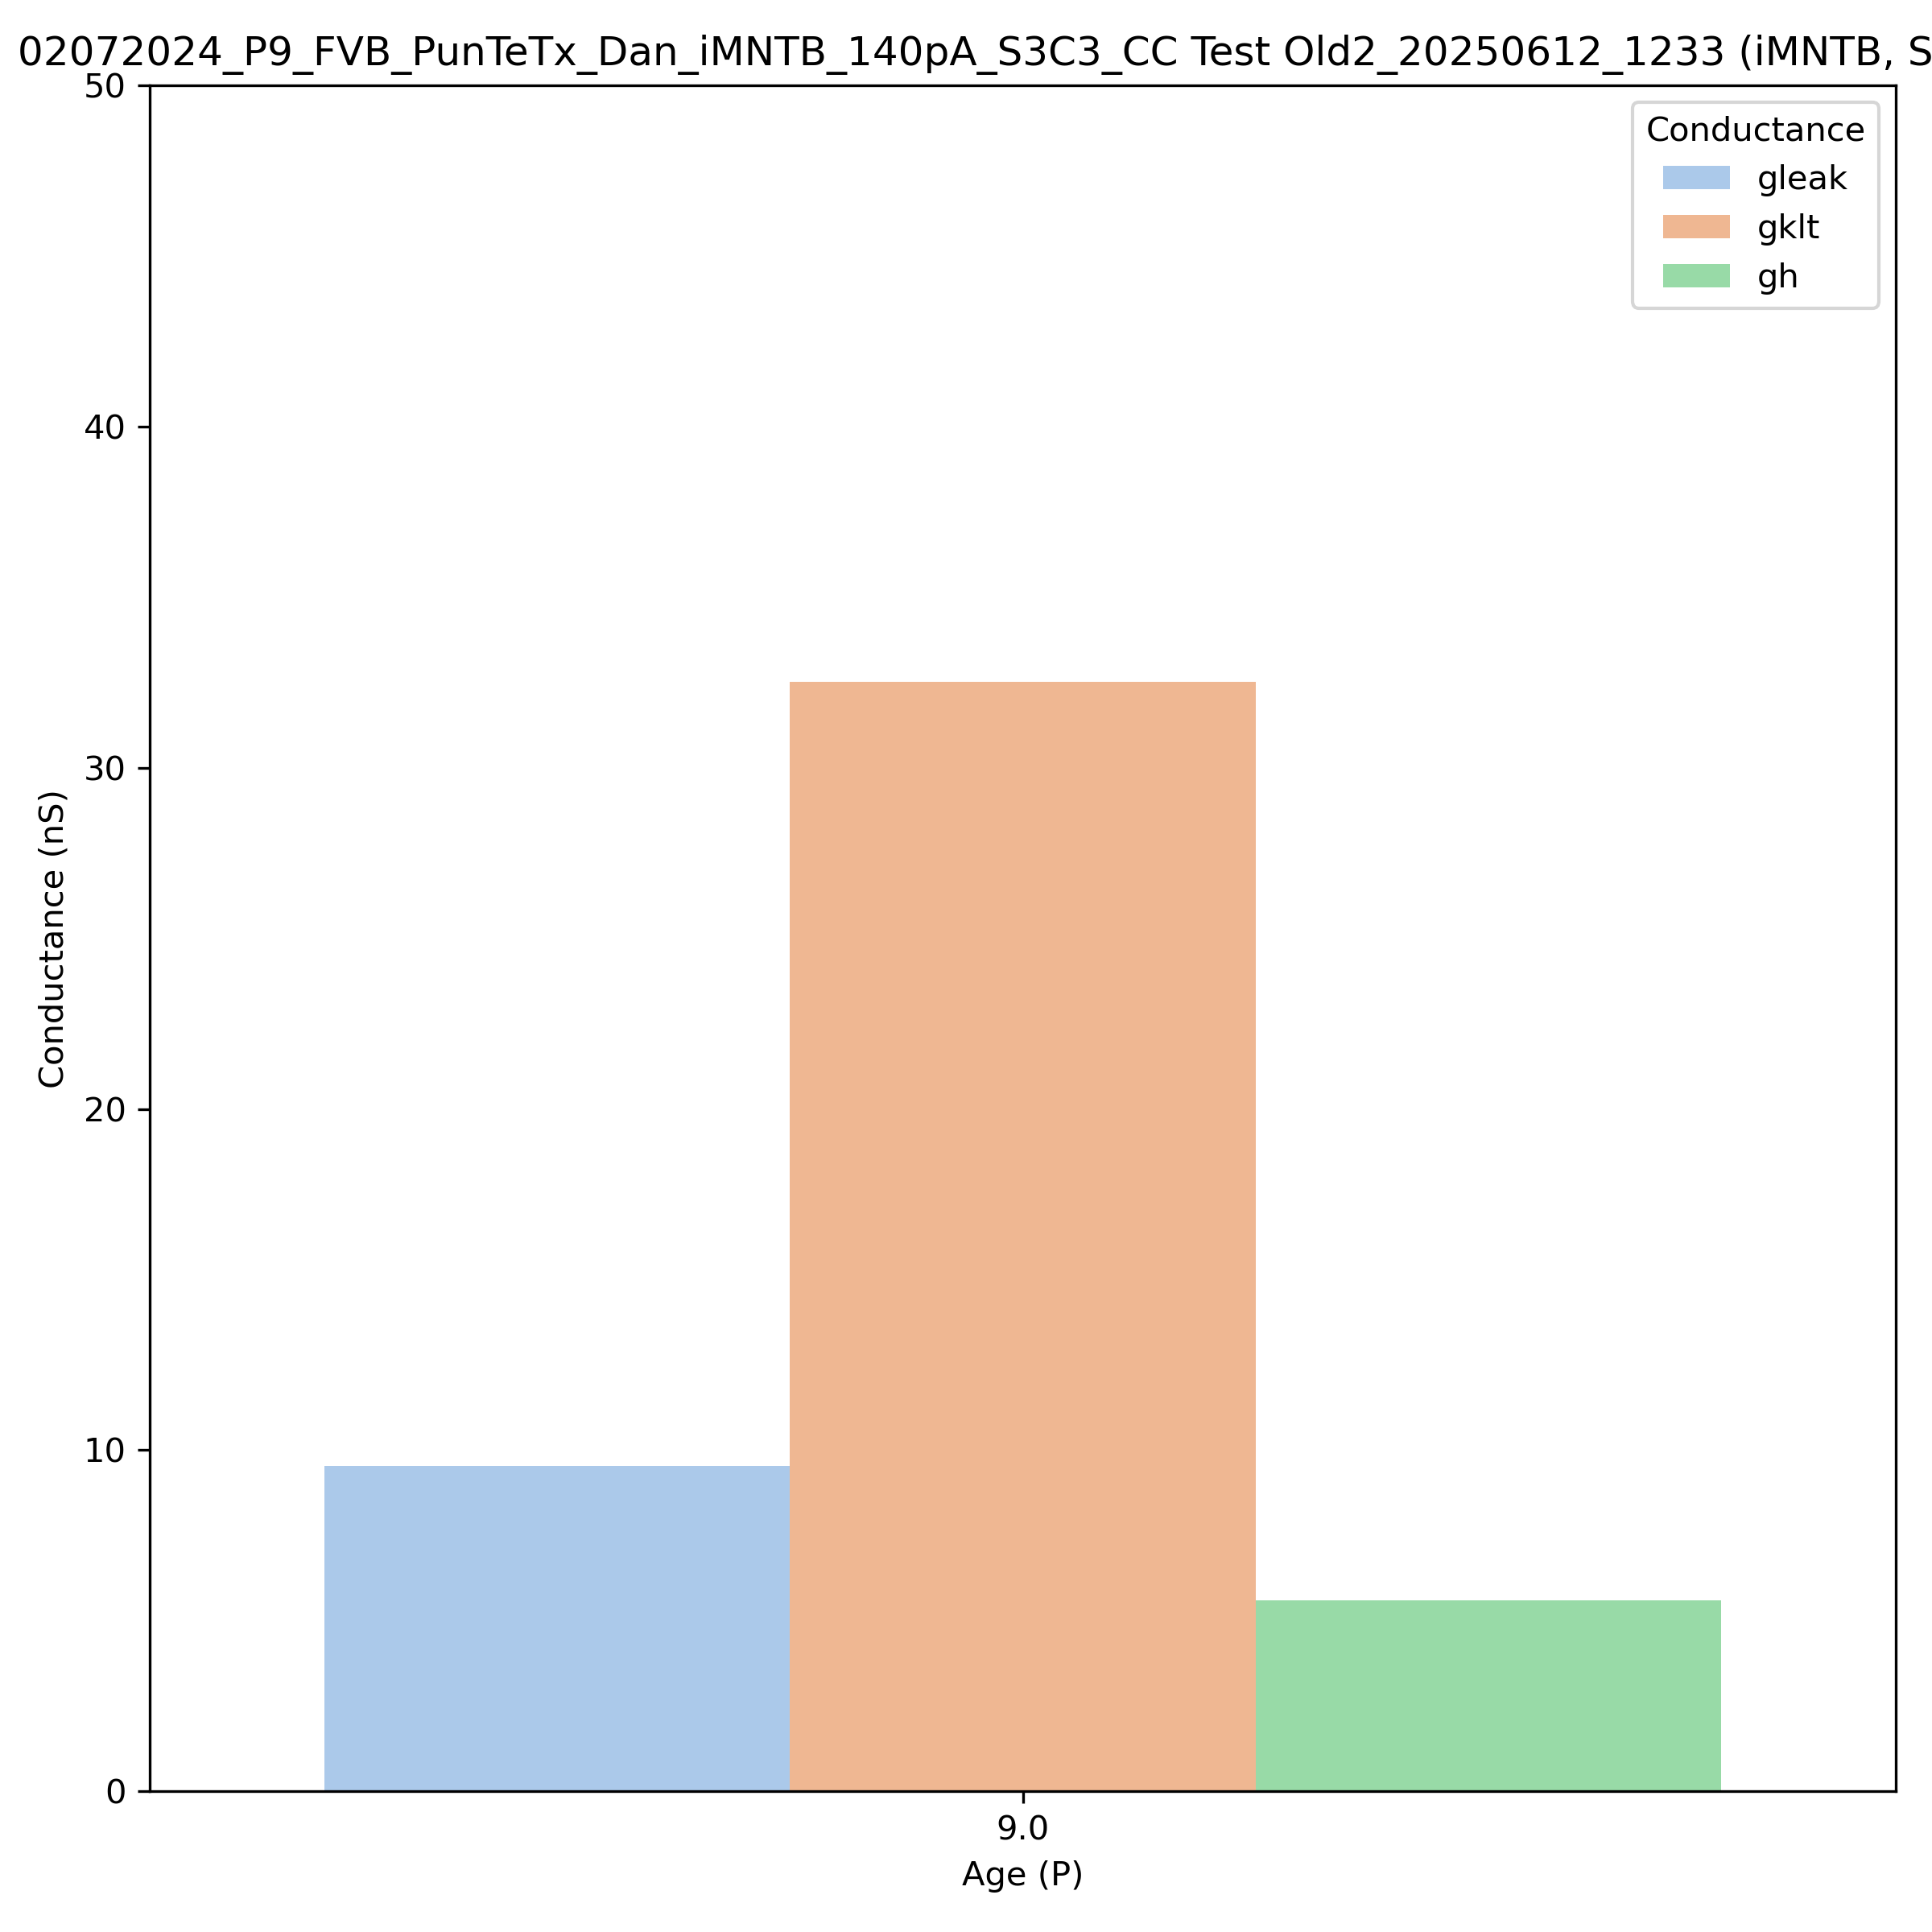 02072024_P9_FVB_PunTeTx_Dan_iMNTB_140pA_S3C3_CC Test Old2_20250612_1233 (iMNTB, S
50
40
30
20
10
0
Conductance (nS)
Conductance
gleak
gklt
gh
9.0
Age (P)